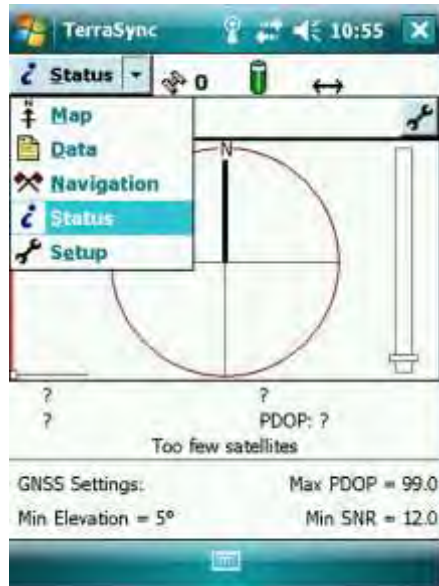 TerraSync 10:55
Status 0
Map
Data
Navigation
Status
Setup
N
? ?
? PDOP: ?
Too few satellites
GNSS Settings: Max PDOP = 99.0
Min Elevation = 5° Min SNR = 12.0